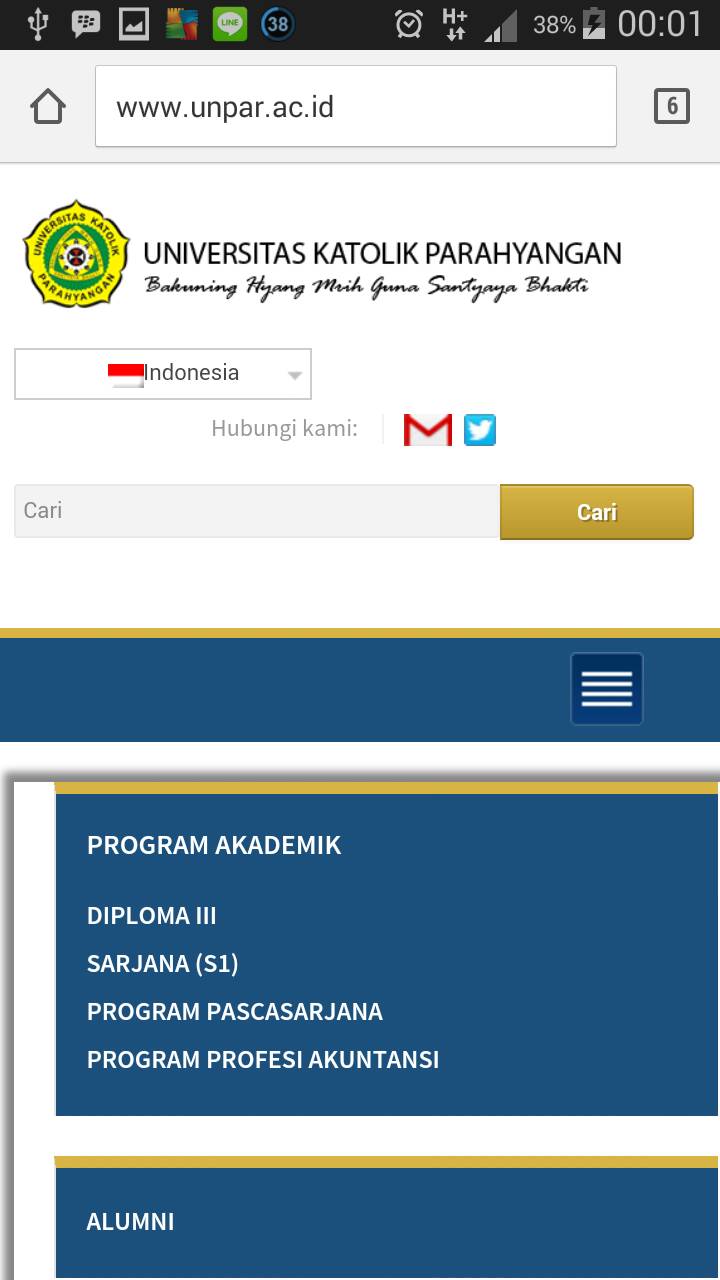 38 38% 00:01
www.unpar.ac.id 6
UNIVERSITAS KATOLIK PARAHYANGAN
UNIVERSITAS KATOLIK PARAHYANGAN
Bakuning Hyang Mrih Guna Santyaya Bhakti
Indonesia
Hubungi kami:
Cari Cari
PROGRAM AKADEMIK
DIPLOMA III
SARJANA (S1)
PROGRAM PASCASARJANA
PROGRAM PROFESI AKUNTANSI
ALUMNI